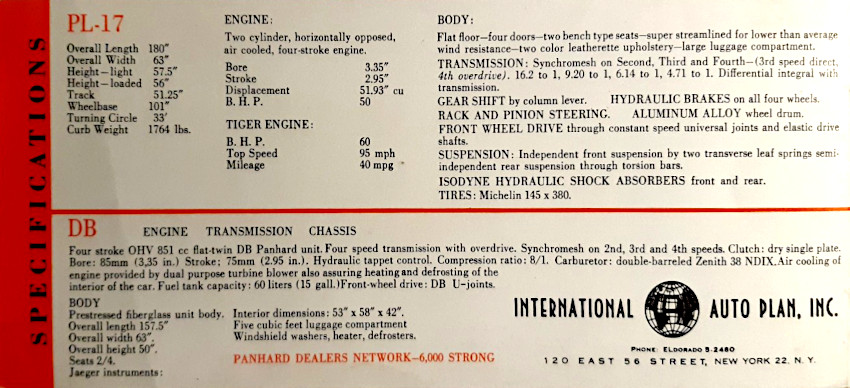 SPECIFICATIONS
PL-17
Overall Length 180"
Overall Width 63"
Height—light 57.5"
Height—loaded 56"
Track 51.25"
Wheelbase 101"
Turning Circle 33'
Curb Weight 1764 lbs.
ENGINE:
Two cylinder, horizontally opposed,
air cooled, four-stroke engine.
Bore 3.35"
Stroke 2.95"
Displacement 51.93" cu
B. H. P. 50
TIGER ENGINE:
B. H. P. 60
Top Speed 95 mph
Mileage 40 mpg
BODY:
Flat floor—four doors—two bench type seats—super streamlined for lower than average
wind resistance—two color leatherette upholstery—large luggage compartment.
TRANSMISSION: Synchromesh on Second, Third and Fourth—(3rd speed direct,
4th overdrive). 16.2 to 1, 9.20 to 1, 6.14 to 1, 4.71 to 1. Differential integral with
transmission.
GEAR SHIFT by column lever. HYDRAULIC BRAKES on all four wheels.
RACK AND PINION STEERING. ALUMINUM ALLOY wheel drum.
FRONT WHEEL DRIVE through constant speed universal joints and elastic drive
shafts.
SUSPENSION: Independent front suspension by two transverse leaf springs semi-
independent rear suspension through torsion bars.
ISODYNE HYDRAULIC SHOCK ABSORBERS front and rear.
TIRES: Michelin 145 x 380.
DB ENGINE TRANSMISSION CHASSIS
Four stroke OHV 851 cc flat-twin DB Panhard unit. Four speed transmission with overdrive. Synchromesh on 2nd, 3rd and 4th speeds. Clutch: dry single plate.
Bore: 85mm (3,35 in.) Stroke; 75mm (2.95 in.). Hydraulic tappet control. Compression ratio: 8/1. Carburetor: double-barreled Zenith 38 NDIX. Air cooling of
engine provided by dual purpose turbine blower also assuring heating and defrosting of the
interior of the car. Fuel tank capacity: 60 liters (15 gall.) Front-wheel drive: DB U-joints.
BODY
Prestressed fiberglass unit body.
Overall length 157.5"
Overall width 63".
Overall height 50".
Seats 2/4.
Jaeger instruments:
Interior dimensions: 53" x 58" x 42".
Five cubic feet luggage compartment
Windshield washers, heater, defrosters.
PANHARD DEALERS NETWORK—6,000 STRONG
INTERNATIONAL AUTO PLAN, INC.
PHONE: ELDORADO 5-2460
120 EAST 56 STREET, NEW YORK 22, N. Y.